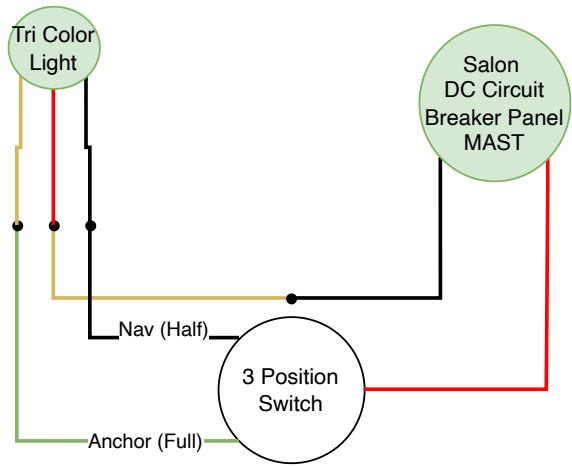 Tri Color
Light
Salon
DC Circuit
Breaker Panel
MAST
Nav (Half)
3 Position
Switch
Anchor (Full)